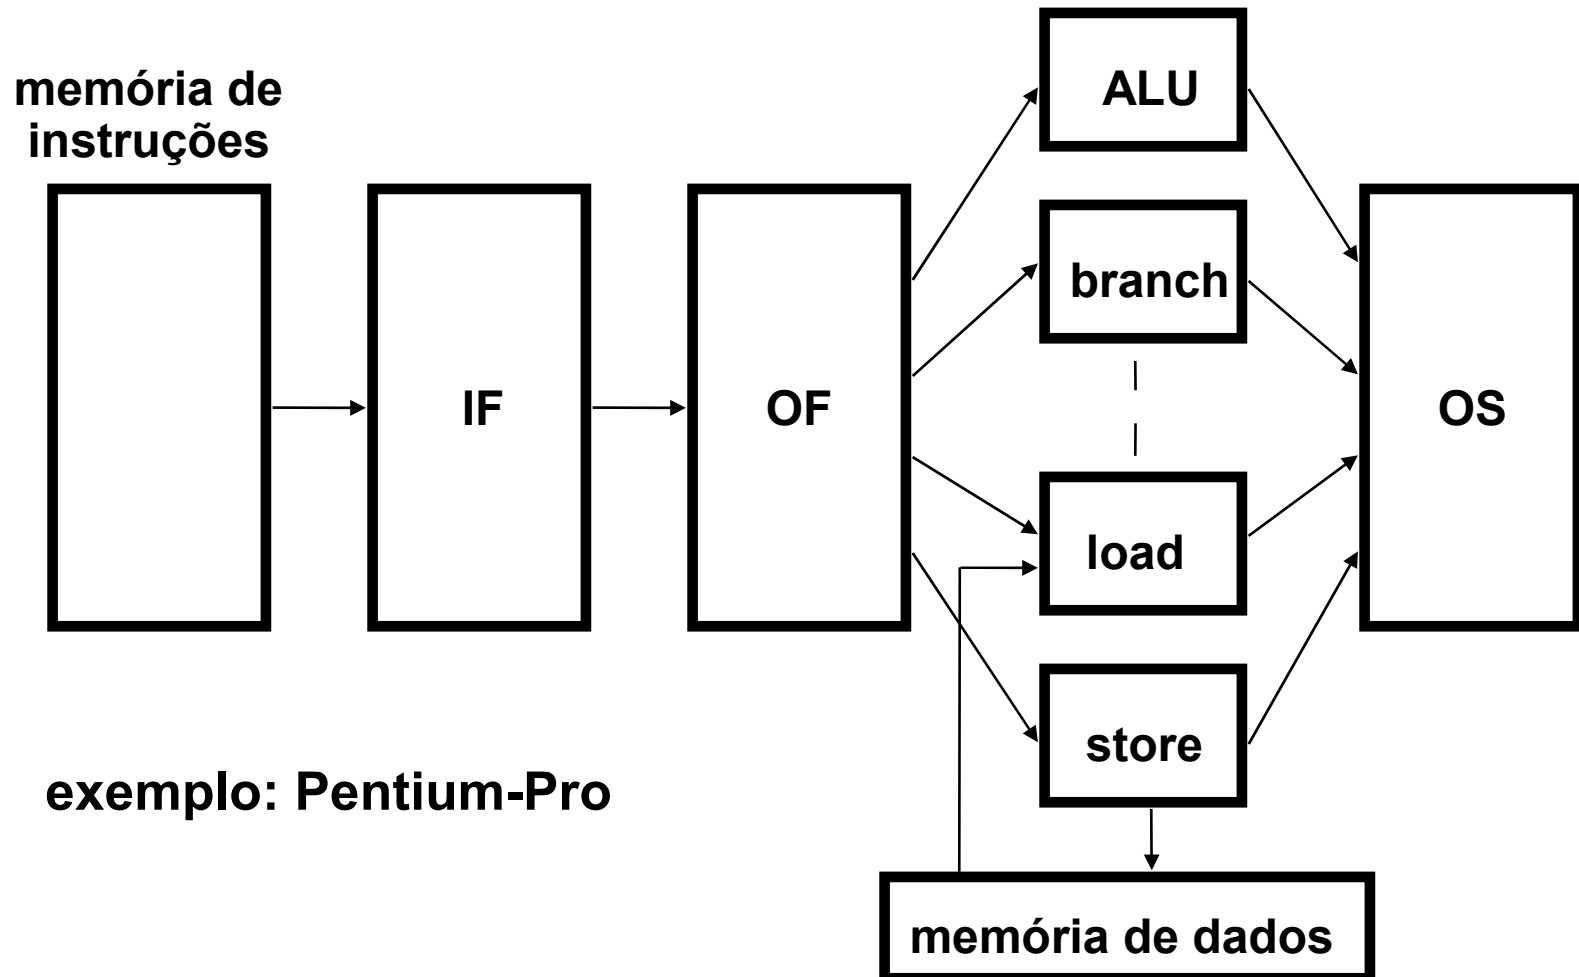 memória de
instruções
IF
OF
ALU
branch
load
store
OS
exemplo: Pentium-Pro
memória de dados